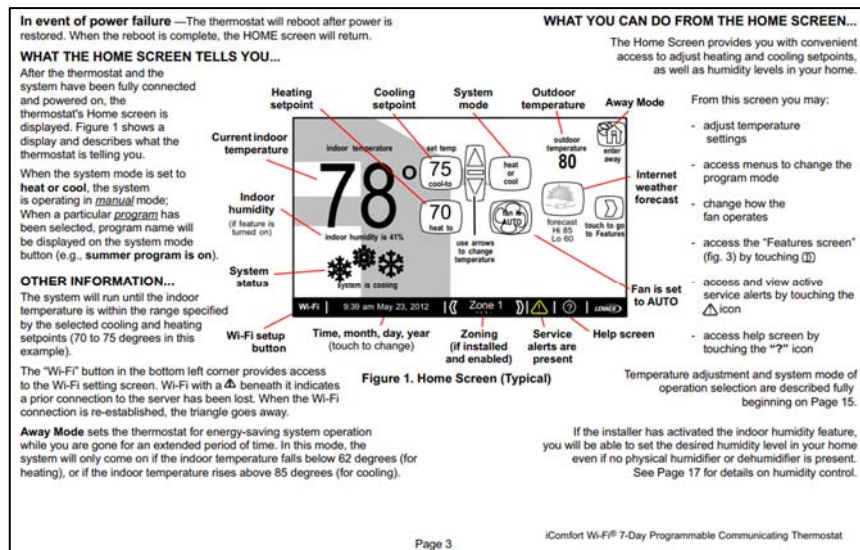 In event of power failure —The thermostat will reboot after power is
restored. When the reboot is complete, the HOME screen will return.
WHAT THE HOME SCREEN TELLS YOU...
After the thermostat and the
system have been fully connected
and powered on, the
thermostat's Home screen is
displayed. Figure 1 shows a
display and describes what the
thermostat is telling you.
When the system mode is set to
heat or cool, the system
is operating in manual mode;
When a particular program has
been selected, program name will
be displayed on the system mode
button (e.g., summer program is on).
OTHER INFORMATION...
The system will run until the indoor
temperature is within the range specified
by the selected cooling and heating
setpoints (70 to 75 degrees in this
example).
The "Wi-Fi" button in the bottom left corner provides access
to the Wi-Fi setting screen. Wi-Fi with a ⚠ beneath it indicates
a prior connection to the server has been lost. When the Wi-Fi
connection is re-established, the triangle goes away.
Away Mode sets the thermostat for energy-saving system operation
while you are gone for an extended period of time. In this mode, the
system will only come on if the indoor temperature falls below 62 degrees (for
heating), or if the indoor temperature rises above 85 degrees (for cooling).
Heating
setpoint
Cooling
setpoint
System
mode
Outdoor
temperature
Away Mode
Current indoor
temperature
Indoor
humidity
(if feature is
turned on)
System
status
Wi-Fi setup
button
indoor temperature
78°
indoor humidity is 41%
system is cooling
set temp
75
cool-to
70
heat to
use arrows
to change
temperature
heat
or
cool
fan is
AUTO
outdoor
temperature
80
enter
away
forecast
Hi 85
Lo 60
touch to go
to Features
Wi-Fi
9:39 am May 23, 2012
Zone 1
?
LENNOX
Internet
weather
forecast
Fan is set
to AUTO
Time, month, day, year
(touch to change)
Zoning
(if installed
and enabled)
Service
alerts are
present
Help screen
Figure 1. Home Screen (Typical)
WHAT YOU CAN DO FROM THE HOME SCREEN...
The Home Screen provides you with convenient
access to adjust heating and cooling setpoints,
as well as humidity levels in your home.
From this screen you may:
- adjust temperature
settings
- access menus to change the
program mode
- change how the
fan operates
- access the "Features screen"
(fig. 3) by touching
- access and view active
service alerts by touching the
⚠ icon
- access help screen by
touching the "?" icon
Temperature adjustment and system mode of
operation selection are described fully
beginning on Page 15.
If the installer has activated the indoor humidity feature,
you will be able to set the desired humidity level in your home
even if no physical humidifier or dehumidifier is present.
See Page 17 for details on humidity control.
Page 3
iComfort Wi-Fi® 7-Day Programmable Communicating Thermostat